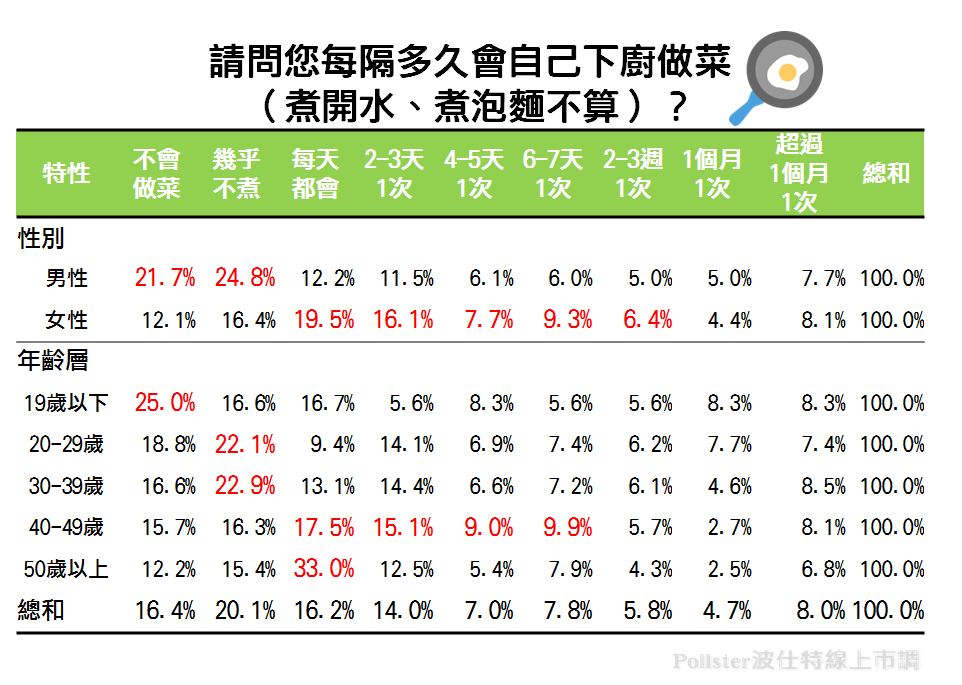 請問您每隔多久會自己下廚做菜
（煮開水、煮泡麵不算）？
特性 不會做菜 幾乎不煮 每天都會 2-3天1次 4-5天1次 6-7天1次 2-3週1次 1個月1次 超過1個月1次 總和
性別
男性 21.7% 24.8% 12.2% 11.5% 6.1% 6.0% 5.0% 5.0% 7.7% 100.0%
女性 12.1% 16.4% 19.5% 16.1% 7.7% 9.3% 6.4% 4.4% 8.1% 100.0%
年齡層
19歲以下 25.0% 16.6% 16.7% 5.6% 8.3% 5.6% 5.6% 8.3% 8.3% 100.0%
20-29歲 18.8% 22.1% 9.4% 14.1% 6.9% 7.4% 6.2% 7.7% 7.4% 100.0%
30-39歲 16.6% 22.9% 13.1% 14.4% 6.6% 7.2% 6.1% 4.6% 8.5% 100.0%
40-49歲 15.7% 16.3% 17.5% 15.1% 9.0% 9.9% 5.7% 2.7% 8.1% 100.0%
50歲以上 12.2% 15.4% 33.0% 12.5% 5.4% 7.9% 4.3% 2.5% 6.8% 100.0%
總和 16.4% 20.1% 16.2% 14.0% 7.0% 7.8% 5.8% 4.7% 8.0% 100.0%
Pollster波仕特線上市調